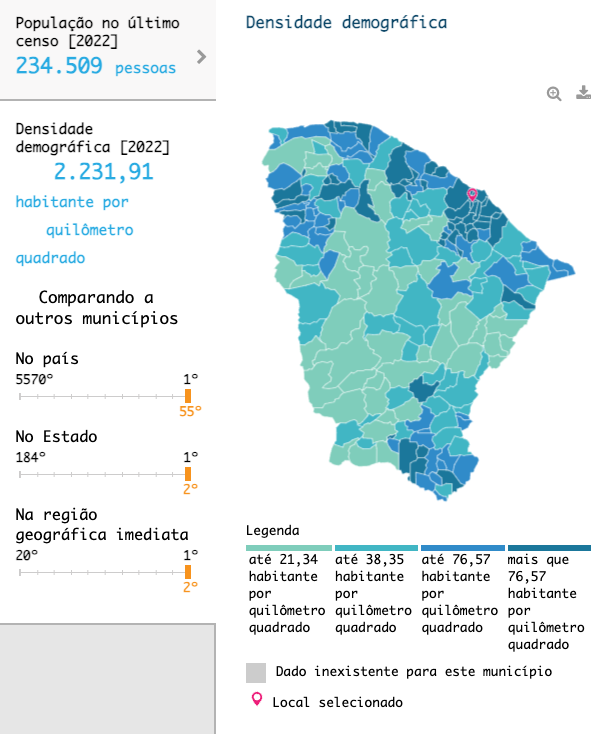 População no último
censo [2022]
234.509 pessoas
Densidade
demográfica [2022]
2.231,91
habitante por
quilômetro
quadrado
Comparando a
outros municípios
No país
5570° 1°
55°
No Estado
184° 1°
2°
Na região
geográfica imediata
20° 1°
2°
Densidade demográfica
Legenda
até 21,34
habitante
por
quilômetro
quadrado
até 38,35
habitante
por
quilômetro
quadrado
até 76,57
habitante
por
quilômetro
quadrado
mais que
76,57
habitante
por
quilômetro
quadrado
Dado inexistente para este município
Local selecionado